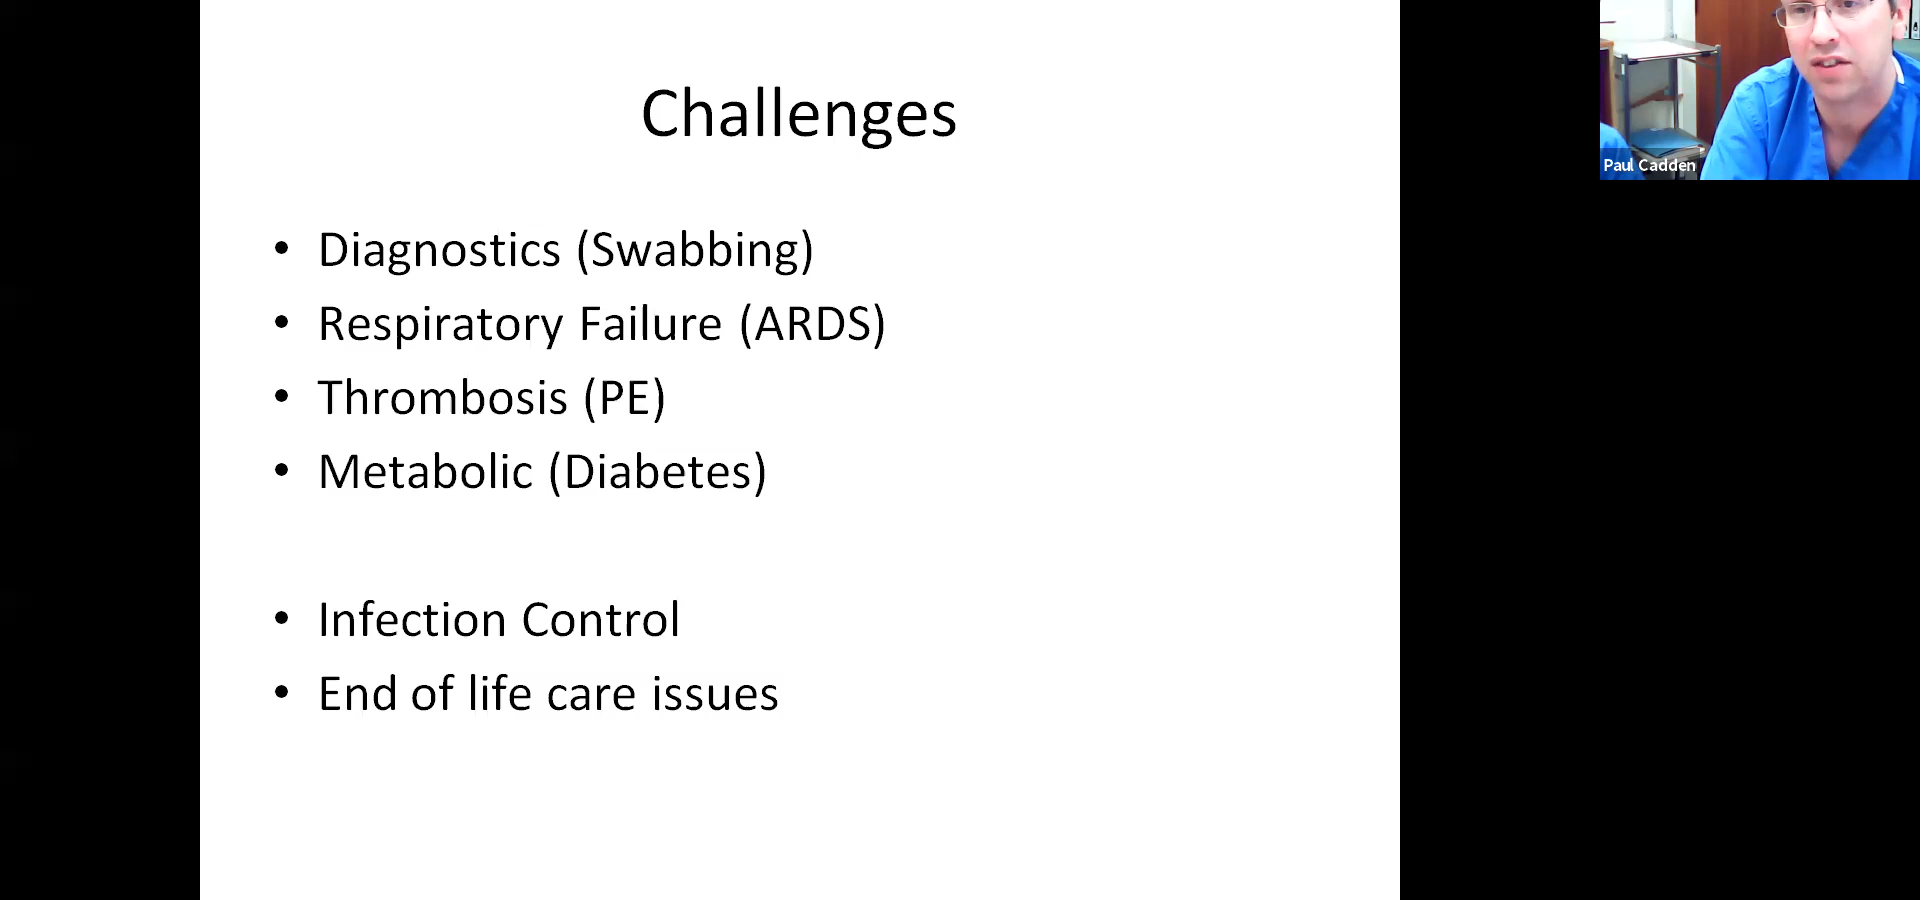 Challenges
• Diagnostics (Swabbing)
• Respiratory Failure (ARDS)
• Thrombosis (PE)
• Metabolic (Diabetes)
• Infection Control
• End of life care issues
Paul Cadden